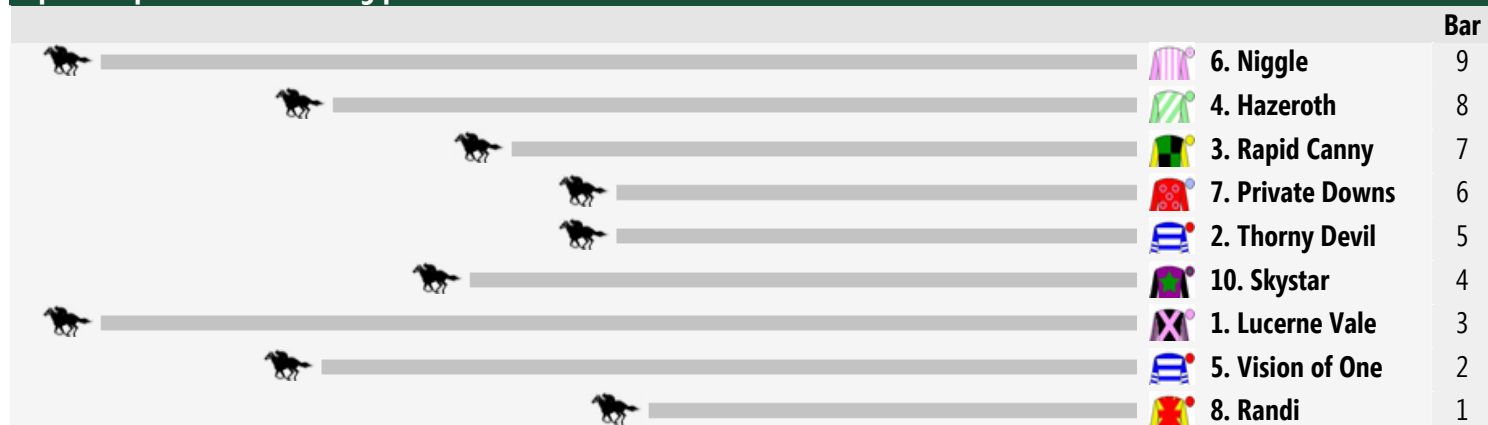 Bar
6. Niggle 9
4. Hazeroth 8
3. Rapid Canny 7
7. Private Downs 6
2. Thorny Devil 5
10. Skystar 4
1. Lucerne Vale 3
5. Vision of One 2
8. Randi 1